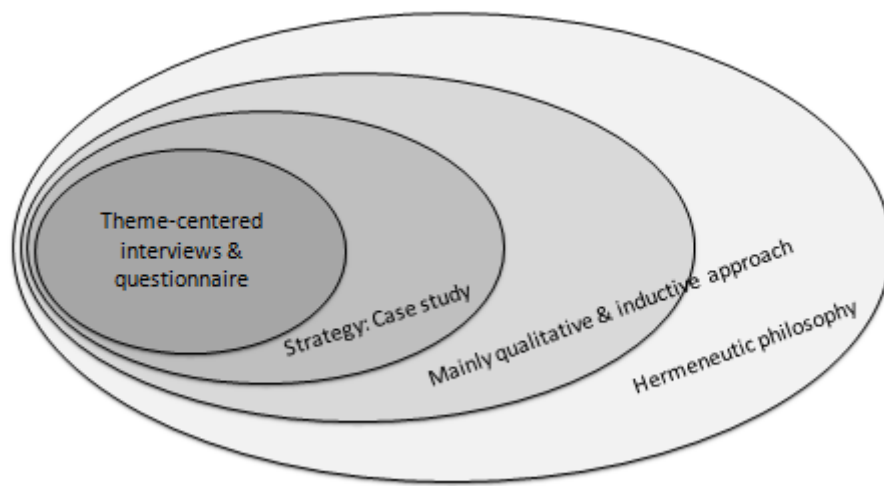 Theme-centered
interviews &
questionnaire
Strategy: Case study
Mainly qualitative & inductive approach
Hermeneutic philosophy